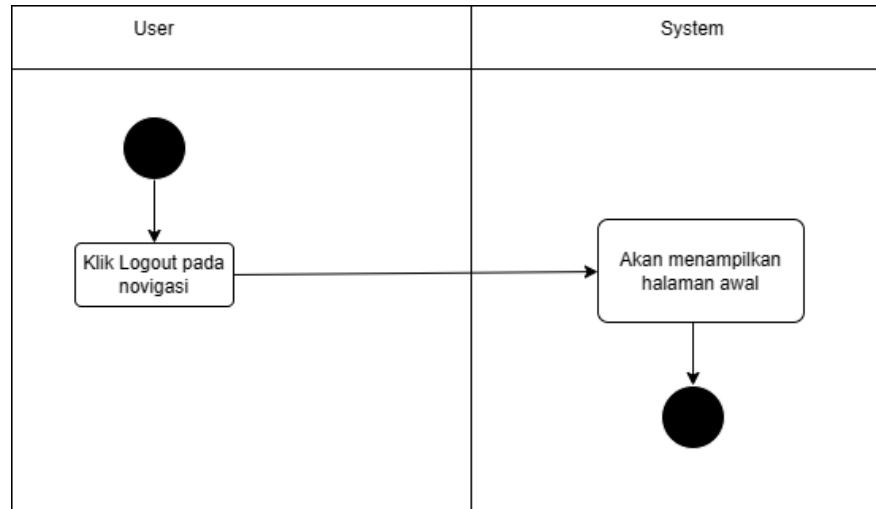 User
System
Klik Logout pada
novigasi
Akan menampilkan
halaman awal